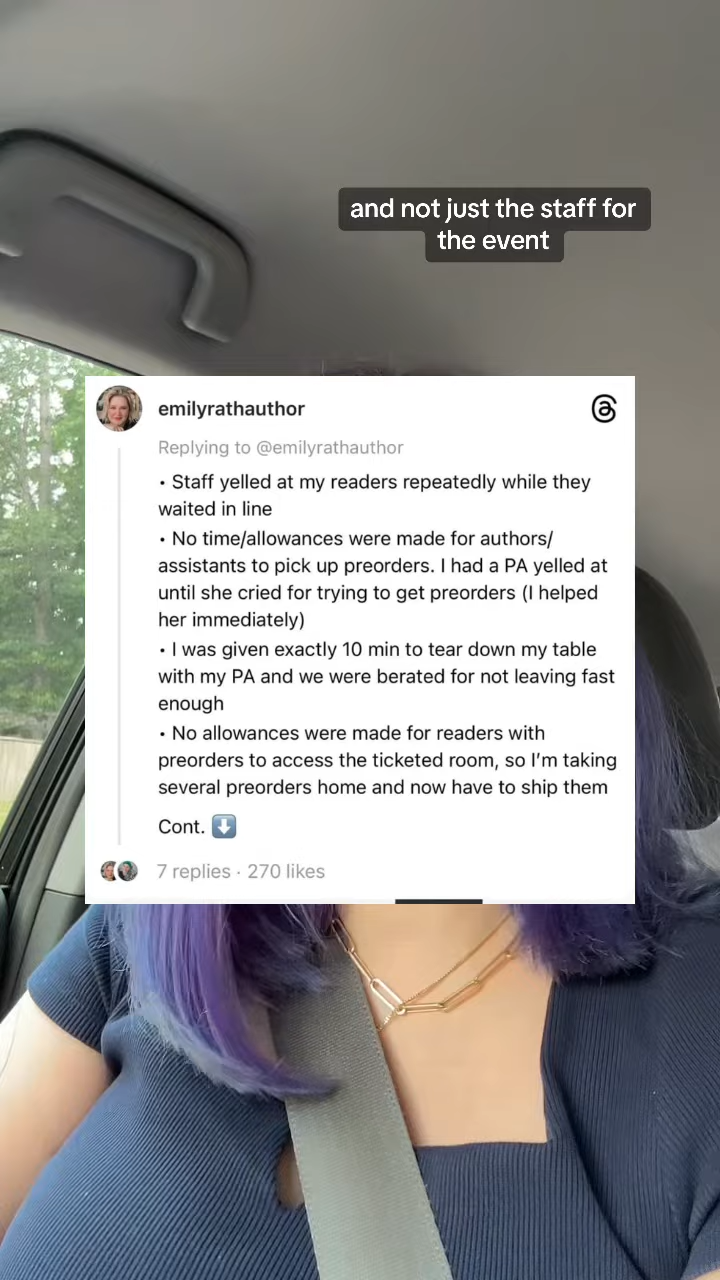 and not just the staff for
the event
emilyrathauthor
Replying to @emilyrathauthor
• Staff yelled at my readers repeatedly while they
waited in line
• No time/allowances were made for authors/
assistants to pick up preorders. I had a PA yelled at
until she cried for trying to get preorders (I helped
her immediately)
• I was given exactly 10 min to tear down my table
with my PA and we were berated for not leaving fast
enough
• No allowances were made for readers with
preorders to access the ticketed room, so I’m taking
several preorders home and now have to ship them
Cont. ⬇️
7 replies · 270 likes